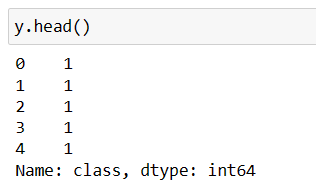 y.head()
0    1
1    1
2    1
3    1
4    1
Name: class, dtype: int64